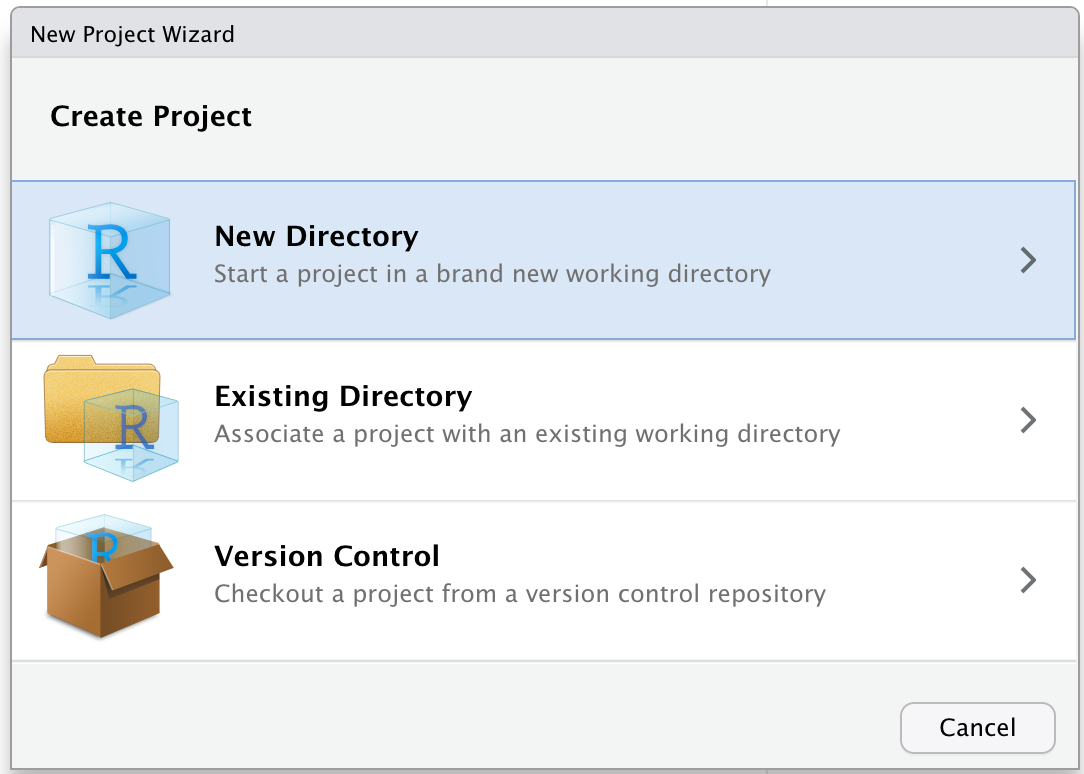 New Project Wizard
Create Project
R
New Directory
Start a project in a brand new working directory
R
Existing Directory
Associate a project with an existing working directory
R
Version Control
Checkout a project from a version control repository
Cancel